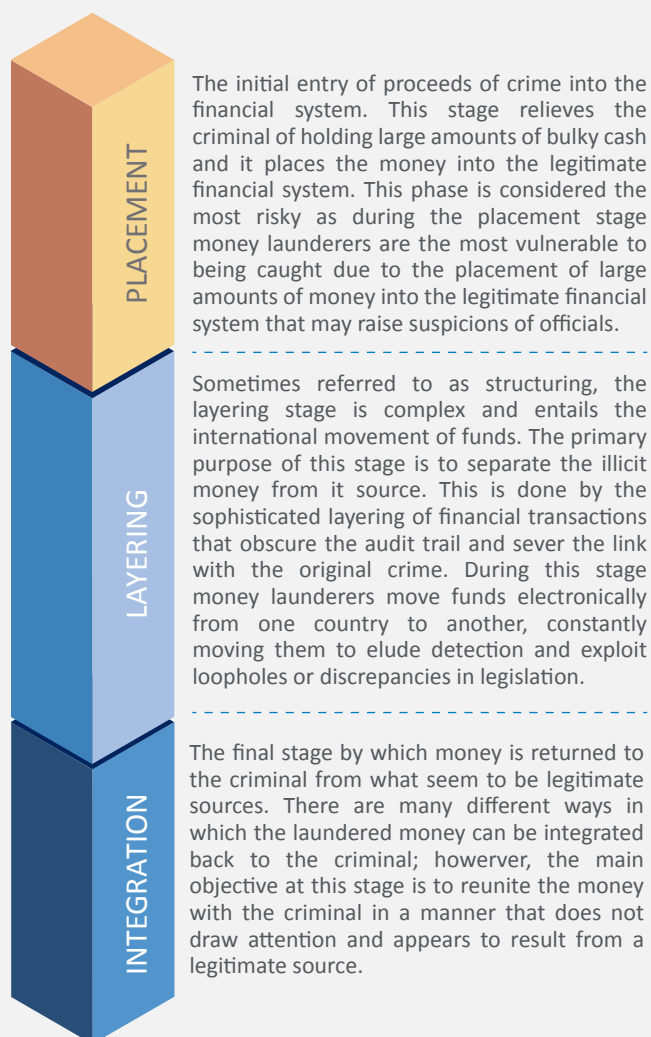 PLACEMENT
The initial entry of proceeds of crime into the
financial system. This stage relieves the
criminal of holding large amounts of bulky cash
and it places the money into the legitimate
financial system. This phase is considered the
most risky as during the placement stage
money launderers are the most vulnerable to
being caught due to the placement of large
amounts of money into the legitimate financial
system that may raise suspicions of officials.
LAYERING
Sometimes referred to as structuring, the
layering stage is complex and entails the
international movement of funds. The primary
purpose of this stage is to separate the illicit
money from it source. This is done by the
sophisticated layering of financial transactions
that obscure the audit trail and sever the link
with the original crime. During this stage
money launderers move funds electronically
from one country to another, constantly
moving them to elude detection and exploit
loopholes or discrepancies in legislation.
INTEGRATION
The final stage by which money is returned to
the criminal from what seem to be legitimate
sources. There are many different ways in
which the laundered money can be integrated
back to the criminal; howerver, the main
objective at this stage is to reunite the money
with the criminal in a manner that does not
draw attention and appears to result from a
legitimate source.